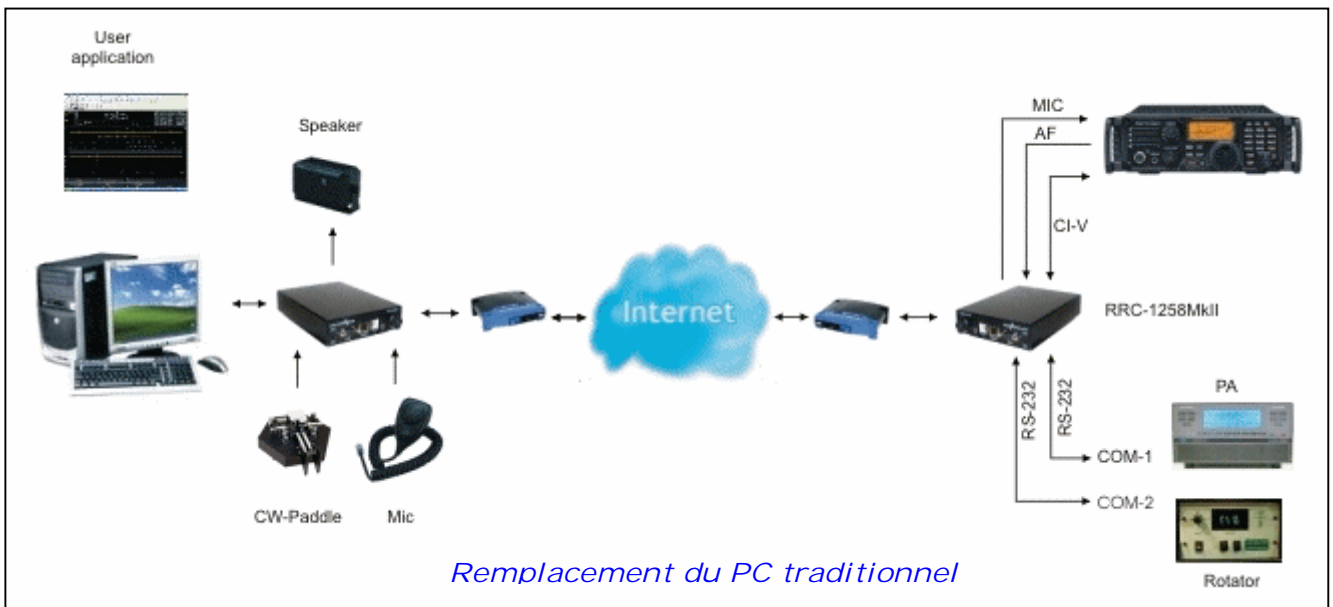 User
application
Speaker
MIC
AF
CI-V
Internet
RRC-1258MkII
RS-232
RS-232
PA
COM-1
COM-2
CW-Paddle
Mic
Remplacement du PC traditionnel
Rotator